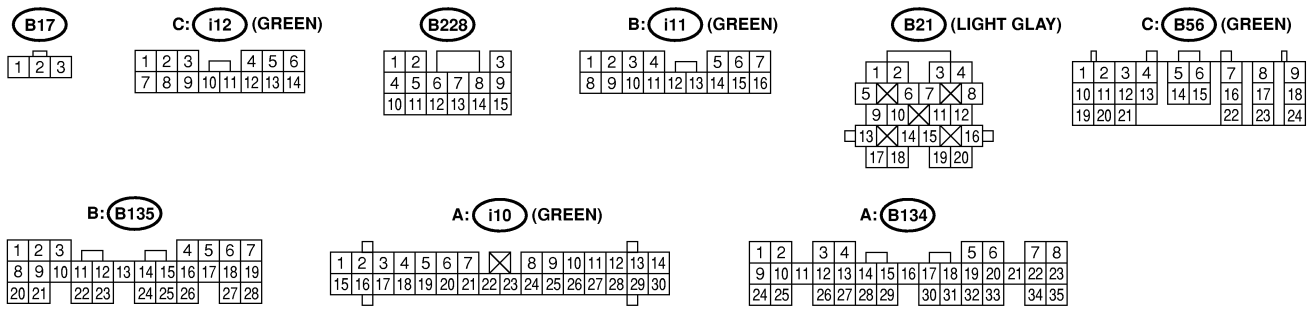 B17
C: i12 (GREEN)
B228
B: i11 (GREEN)
B21 (LIGHT GLAY)
C: B56 (GREEN)
1 2 3
1 2 3 4 5 6
7 8 9 10 11 12 13 14
1 2 3
4 5 6 7 8 9
10 11 12 13 14 15
1 2 3 4 5 6 7
8 9 10 11 12 13 14 15 16
1 2 3 4
5 6 7 8
9 10 11 12
13 14 15 16
17 18 19 20
1 2 3 4 5 6 7 8 9
10 11 12 13 14 15 16 17 18
19 20 21 22 23 24
B: B135
A: i10 (GREEN)
A: B134
1 2 3 4 5 6 7
8 9 10 11 12 13 14 15 16 17 18 19
20 21 22 23 24 25 26 27 28
1 2 3 4 5 6 7 8 9 10 11 12 13 14
15 16 17 18 19 20 21 22 23 24 25 26 27 28 29 30
1 2 3 4 5 6 7 8
9 10 11 12 13 14 15 16 17 18 19 20 21 22 23
24 25 26 27 28 29 30 31 32 33 34 35